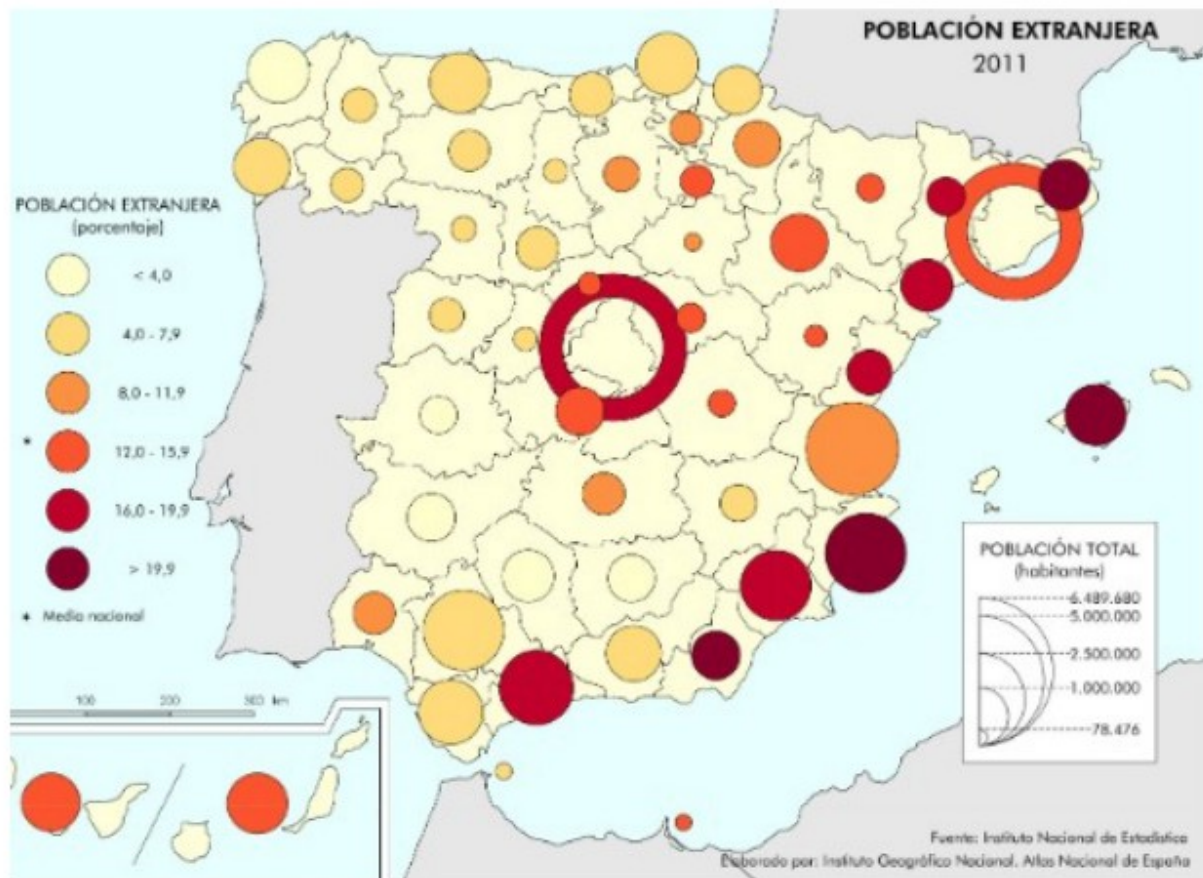 POBLACIÓN EXTRANJERA
2011
POBLACIÓN EXTRANJERA
(porcentaje)
< 4,0
4,0 - 7,9
8,0 - 11,9
* 12,0 - 15,9
16,0 - 19,9
> 19,9
* Media nacional
100 200 300 km
POBLACIÓN TOTAL
(habitantes)
6.489.680
5.000.000
2.500.000
1.000.000
78.476
Fuente: Instituto Nacional de Estadística
Elaborado por: Instituto Geográfico Nacional. Atlas Nacional de España